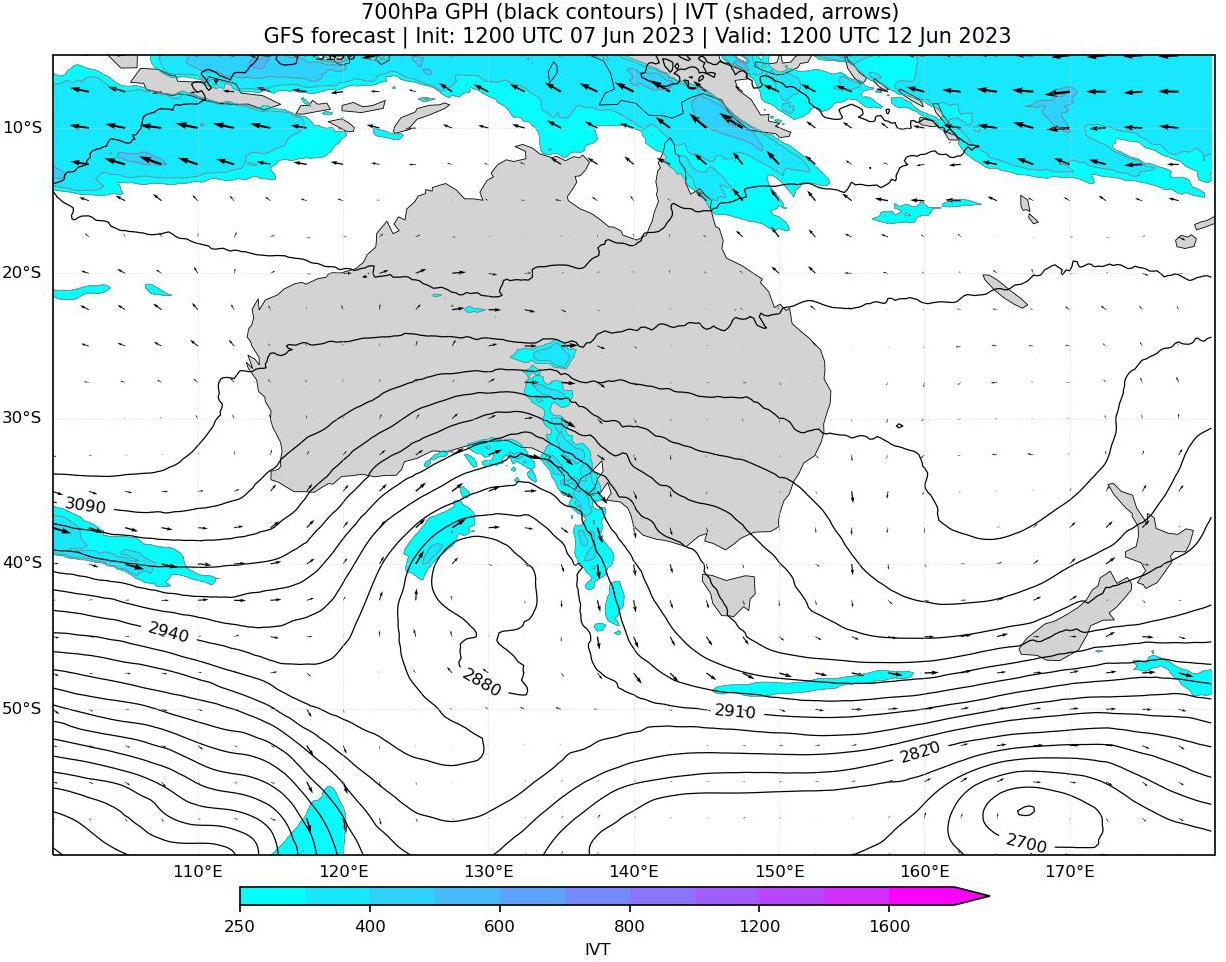 700hPa GPH (black contours) | IVT (shaded, arrows)
GFS forecast | Init: 1200 UTC 07 Jun 2023 | Valid: 1200 UTC 12 Jun 2023
10°S
20°S
30°S
3090
40°S
2940
2880
50°S
2910
2820
2700
110°E 120°E 130°E 140°E 150°E 160°E 170°E
250 400 600 800 1200 1600
IVT